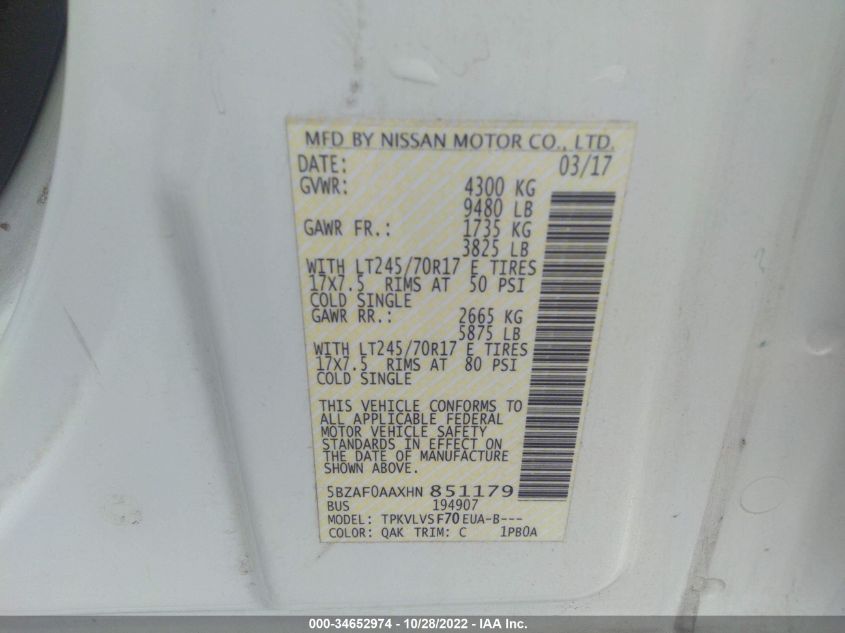 MFD BY NISSAN MOTOR CO., LTD.
DATE: 03/17
GVWR: 4300 KG
9480 LB
GAWR FR.: 1735 KG
3825 LB
WITH LT245/70R17 E TIRES
17X7.5 RIMS AT 50 PSI
COLD SINGLE
GAWR RR.: 2665 KG
5875 LB
WITH LT245/70R17 E TIRES
17X7.5 RIMS AT 80 PSI
COLD SINGLE
THIS VEHICLE CONFORMS TO
ALL APPLICABLE FEDERAL
MOTOR VEHICLE SAFETY
STANDARDS IN EFFECT ON
THE DATE OF MANUFACTURE
SHOWN ABOVE.
5BZAF0AAXHN 851179
BUS 194907
MODEL: TPKVLVS F70 EUA-B---
COLOR: QAK TRIM: C 1PB0A
000-34652974 - 10/28/2022 - IAA Inc.